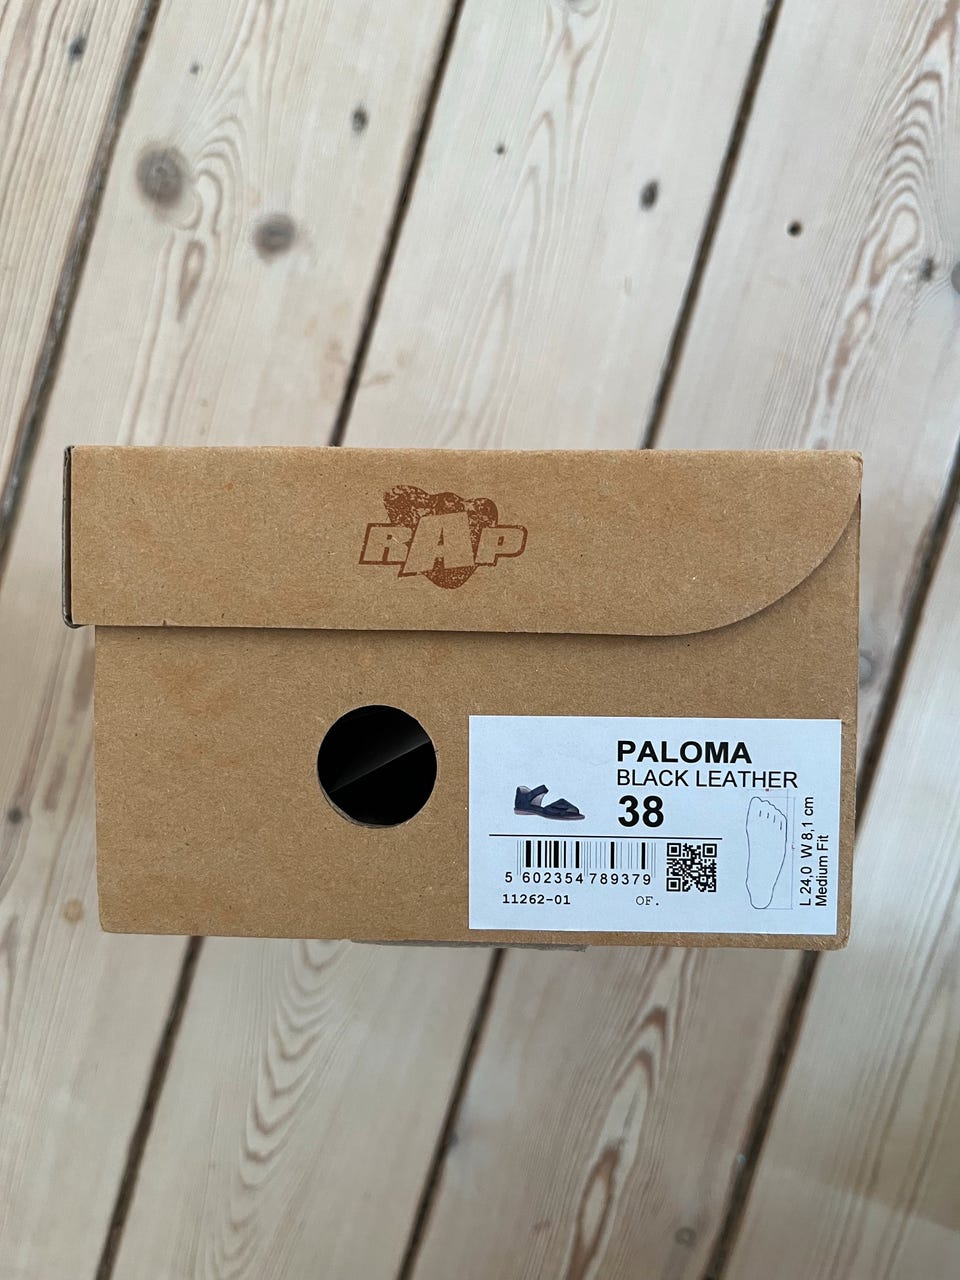 RAP
PALOMA
BLACK LEATHER
38
5 602354 789379
11262-01 OF.
L 24,0 W 8,1 cm
Medium Fit